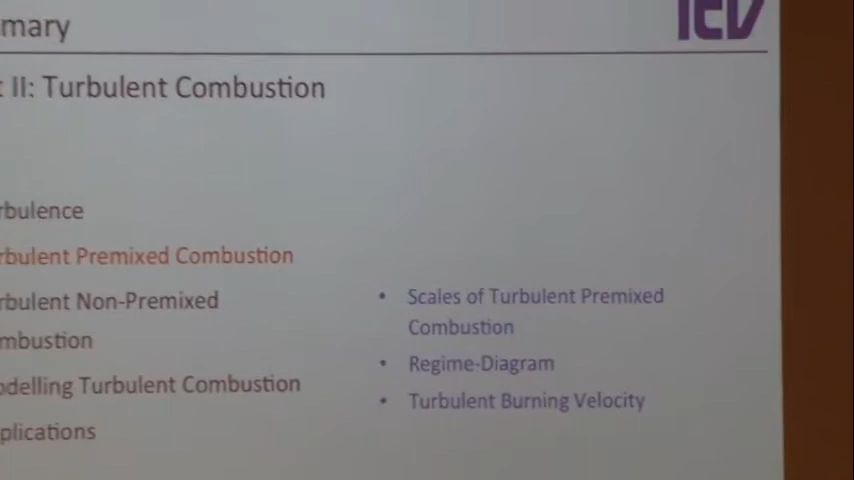 mary
t II: Turbulent Combustion
rbulence
rbulent Premixed Combustion
rbulent Non-Premixed
mbustion
odelling Turbulent Combustion
plications
• Scales of Turbulent Premixed
Combustion
• Regime-Diagram
• Turbulent Burning Velocity